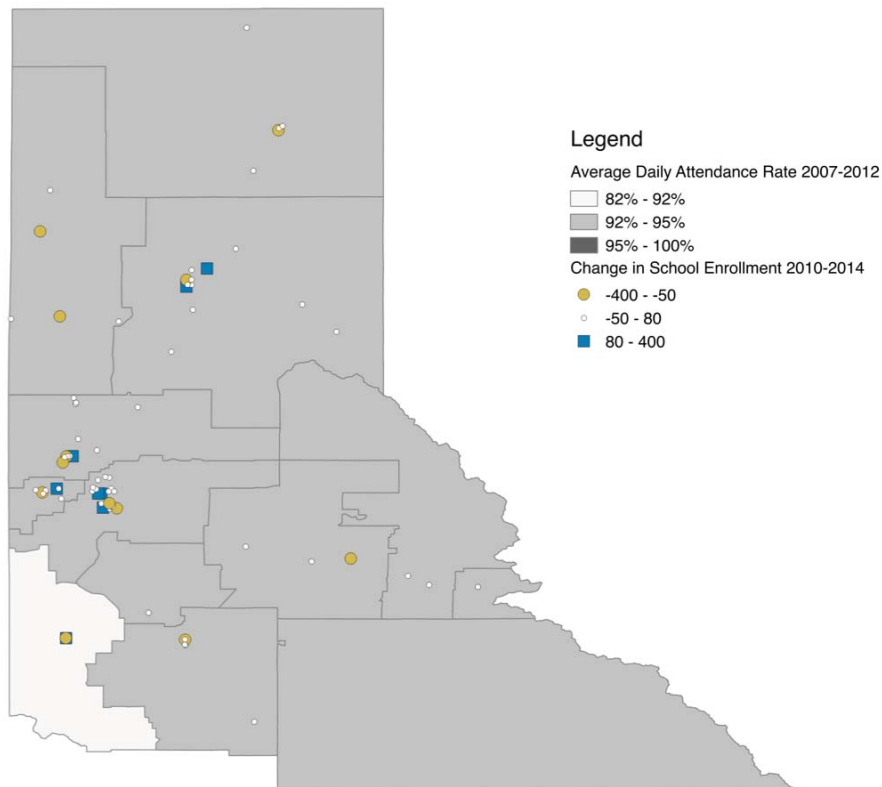 Legend
Average Daily Attendance Rate 2007-2012
82% - 92%
92% - 95%
95% - 100%
Change in School Enrollment 2010-2014
-400 - -50
-50 - 80
80 - 400